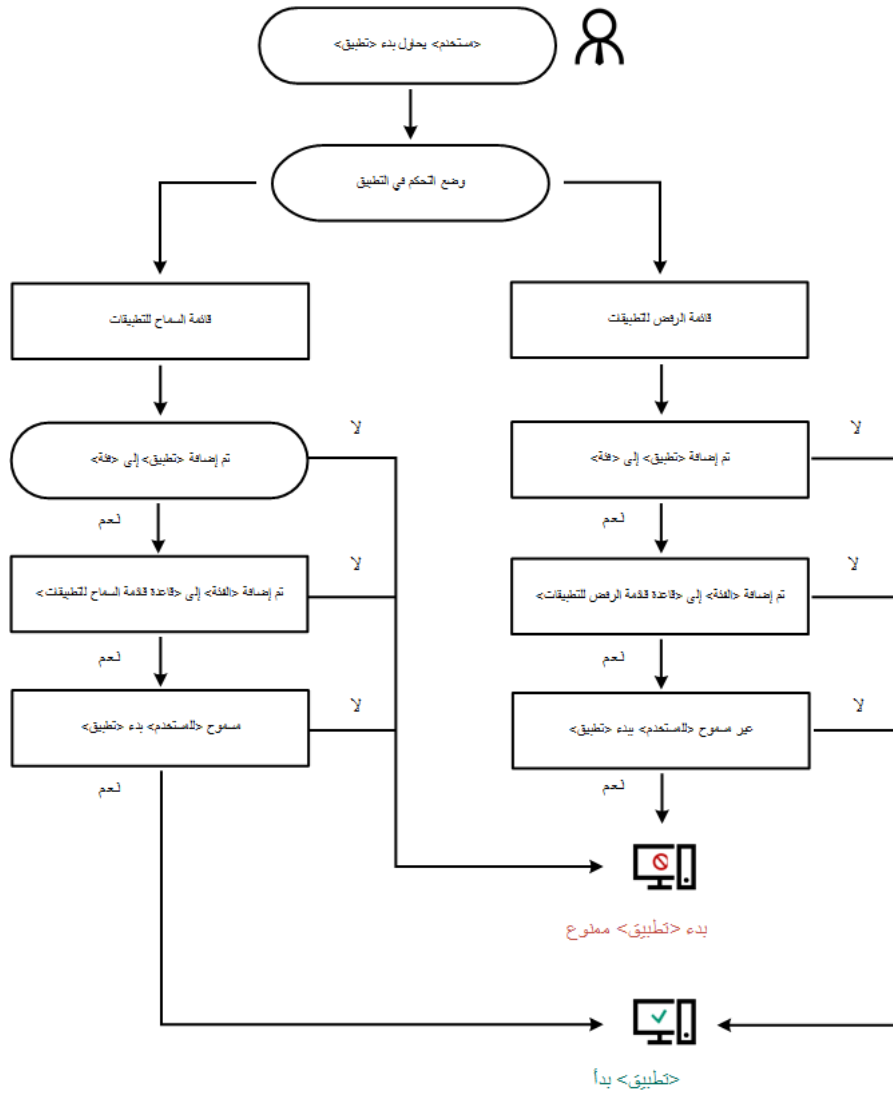 <مستخدم> يحاول بدء <تطبيق>
وضع التحكم في التطبيق
قائمة الرفض للتطبيقات
قائمة السماح للتطبيقات
لا
تم إضافة <تطبيق> إلى <فئة>
لا
تم إضافة <تطبيق> إلى <فئة>
نعم
نعم
لا
تم إضافة <الفئة> إلى <قاعدة قائمة الرفض للتطبيقات>
لا
تم إضافة <الفئة> إلى <قاعدة قائمة السماح للتطبيقات>
نعم
نعم
لا
غير مسموح <للمستخدم> ببدء <تطبيق>
لا
مسموح <للمستخدم> بدء <تطبيق>
نعم
نعم
بدء <تطبيق> ممنوع
<تطبيق> بدأ